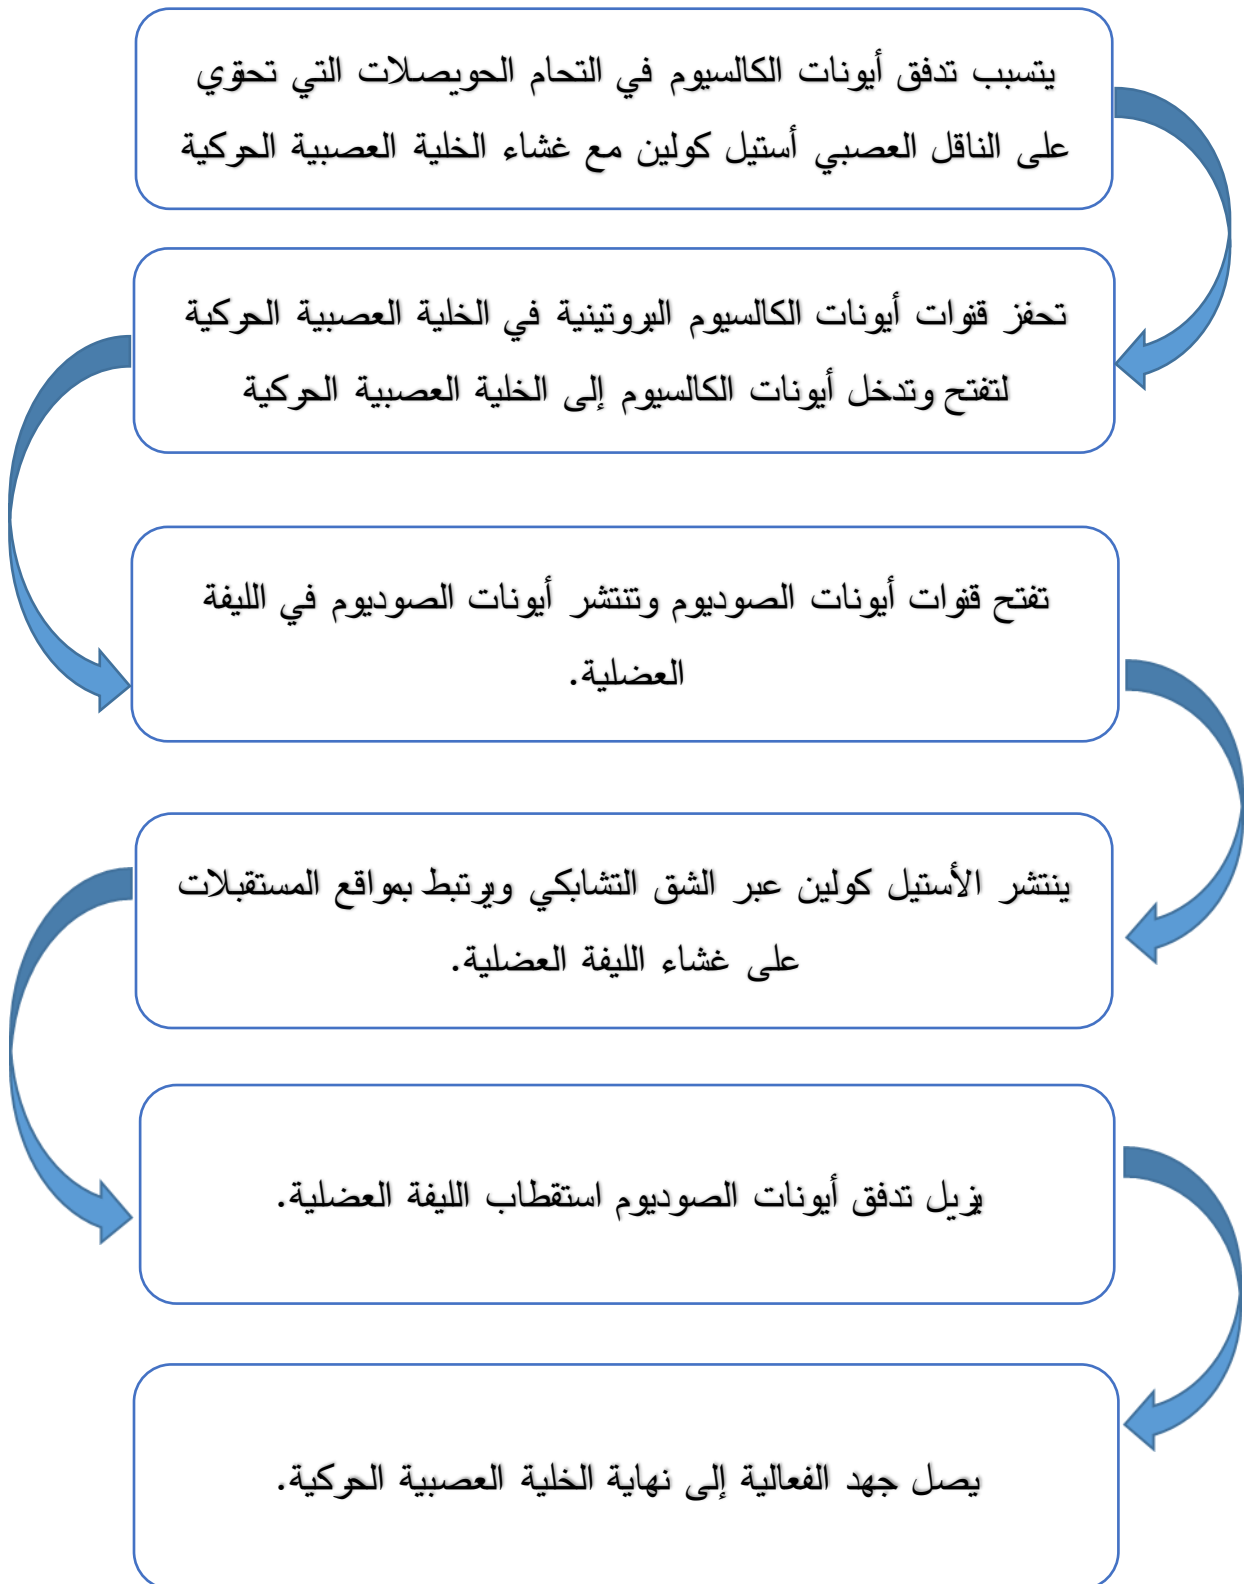 يتسبب تدفق أيونات الكالسيوم في التحام الحويصلات التي تحتوي
على الناقل العصبي أستيل كولين مع غشاء الخلية العصبية الحركية
تحفز قنوات أيونات الكالسيوم البروتينية في الخلية العصبية الحركية
لتفتح وتدخل أيونات الكالسيوم إلى الخلية العصبية الحركية
تفتح قنوات أيونات الصوديوم وتنتشر أيونات الصوديوم في الليفة
العضلية.
ينتشر الأستيل كولين عبر الشق التشابكي ويرتبط بمواقع المستقبلات
على غشاء الليفة العضلية.
يزيل تدفق أيونات الصوديوم استقطاب الليفة العضلية.
يصل جهد الفعالية إلى نهاية الخلية العصبية الحركية.